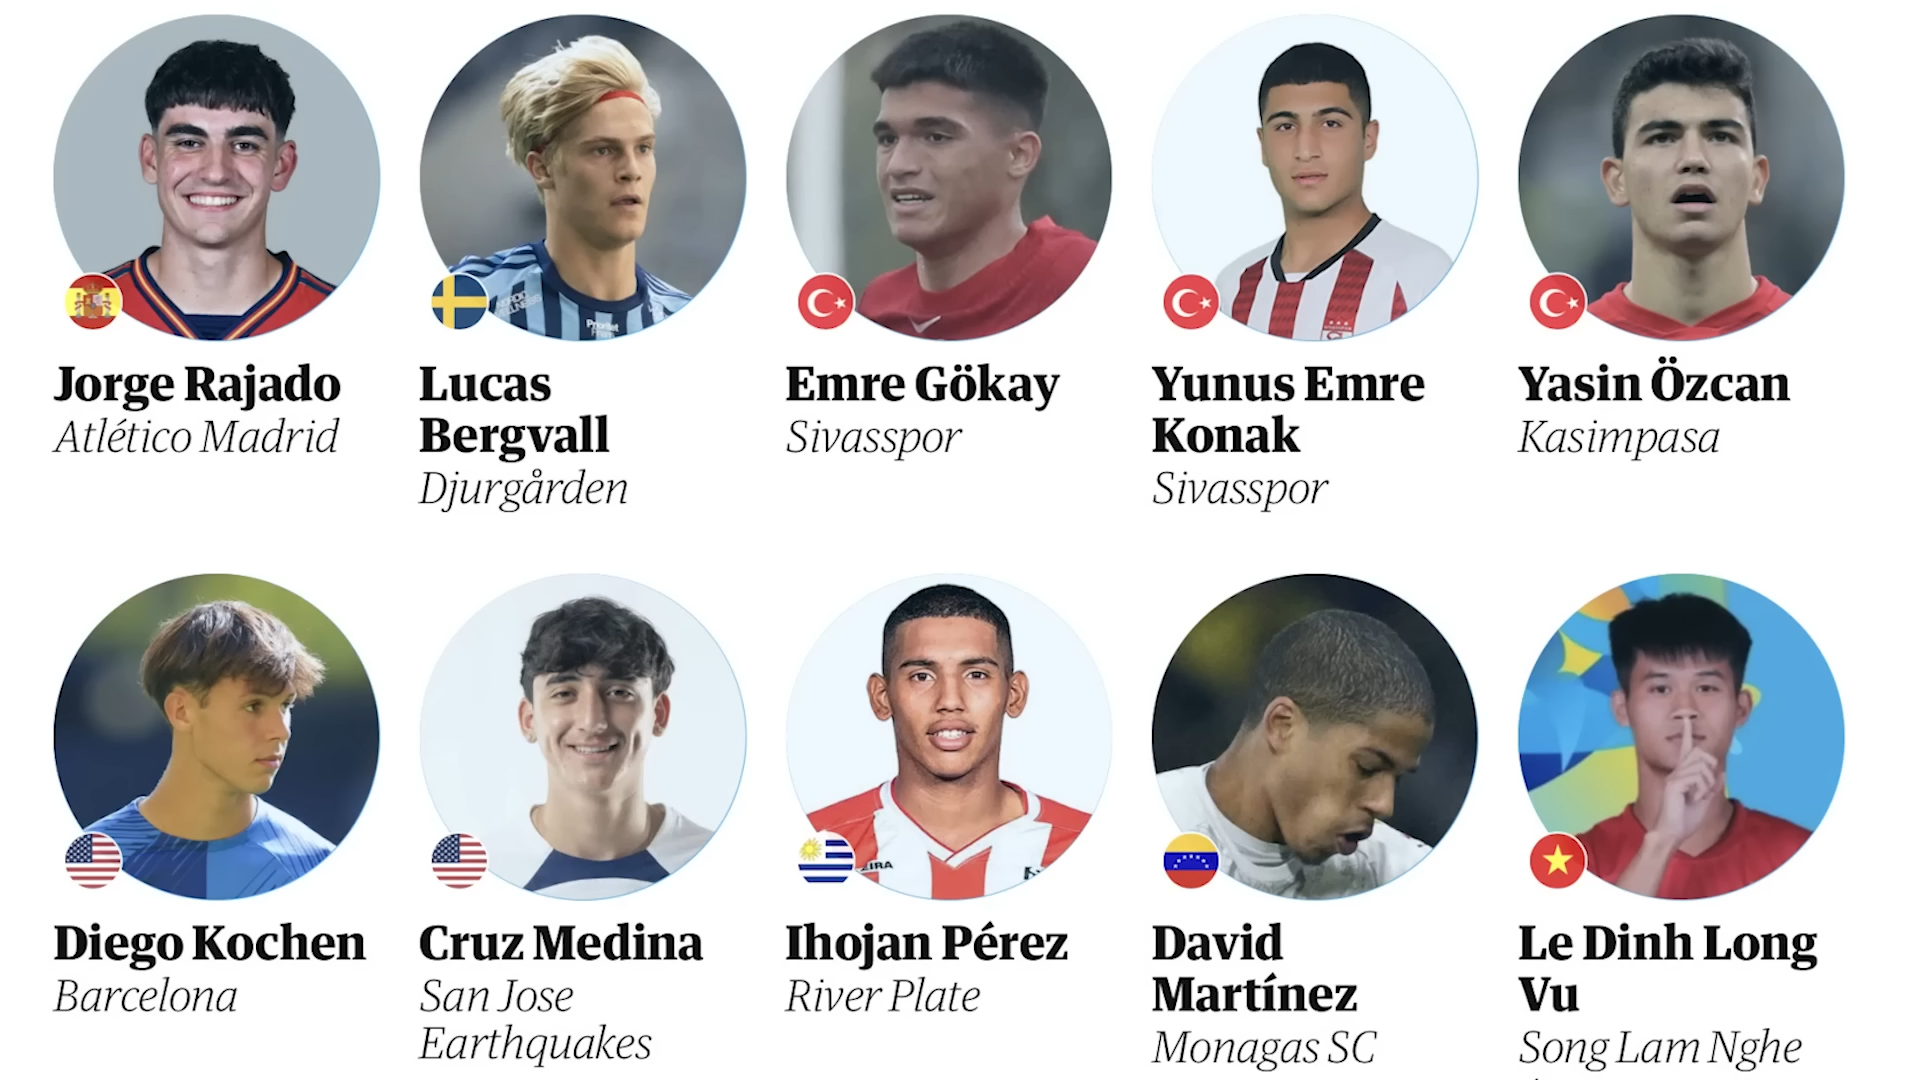 Jorge Rajado
Atlético Madrid
Lucas
Bergvall
Djurgården
Emre Gökay
Sivasspor
Yunus Emre
Konak
Sivasspor
Yasin Özcan
Kasimpasa
Diego Kochen
Barcelona
Cruz Medina
San Jose
Earthquakes
Ihojan Pérez
River Plate
David
Martínez
Monagas SC
Le Dinh Long
Vu
Song Lam Nghe